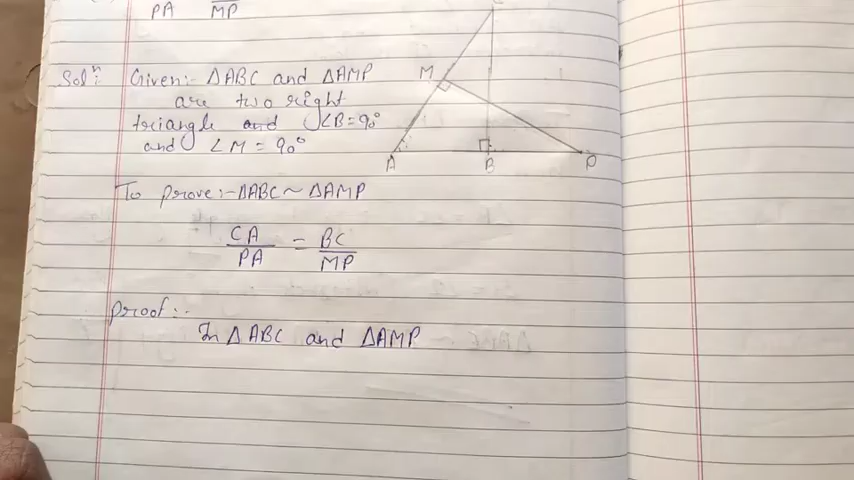 PA MP
C
Solⁿ: Given:- ΔABC and ΔAMP
are two right
triangle and ∠B=90°
and ∠M = 90°
M
A B P
To prove:- ΔABC ~ ΔAMP
CA = BC
PA MP
Proof:-
In ΔABC and ΔAMP